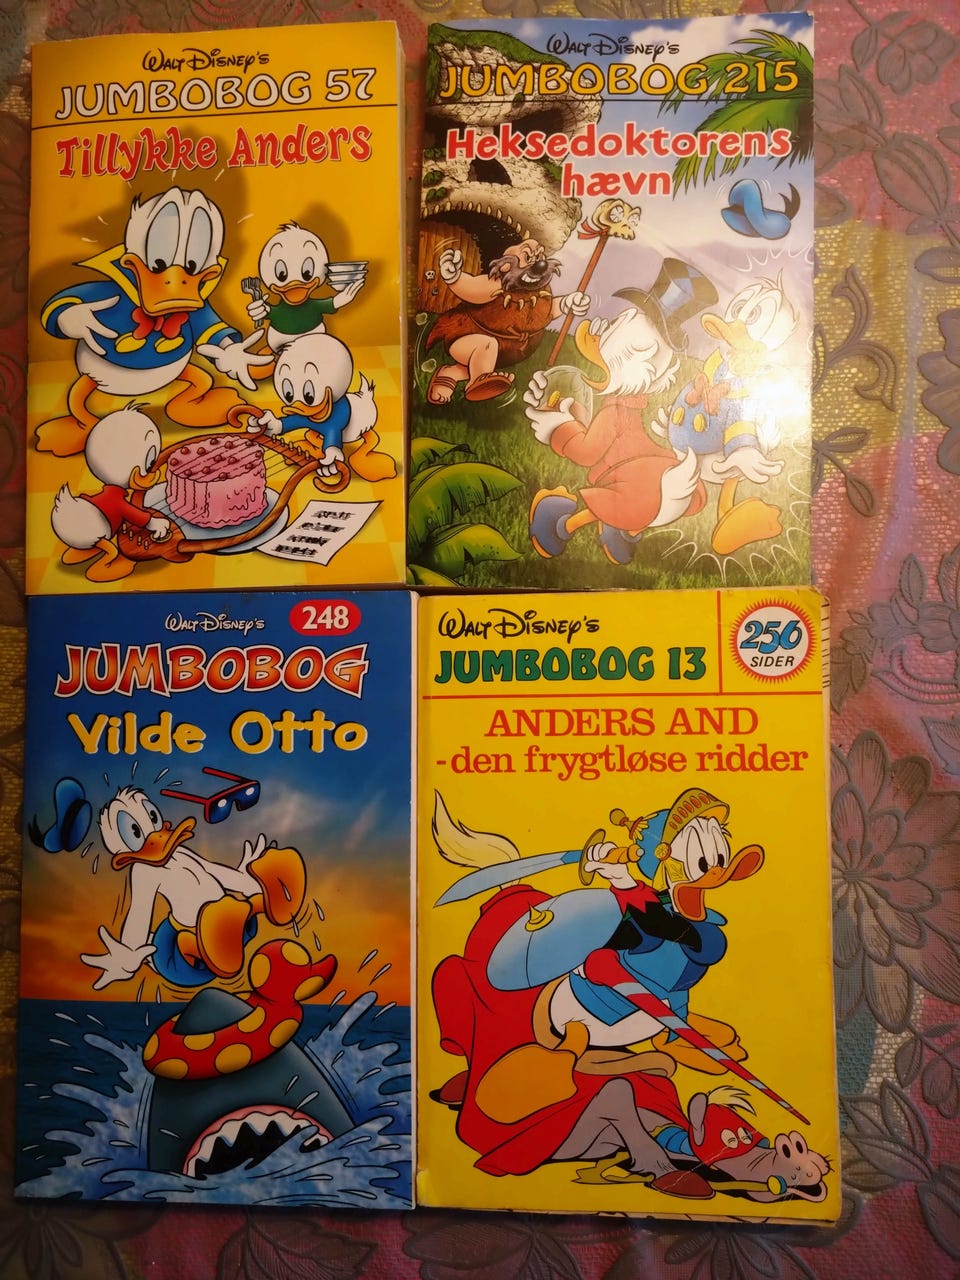 WALT DISNEY'S
JUMBOBOG 57
Tillykke Anders
WALT DISNEY'S
JUMBOBOG 215
Heksedoktorens
hævn
WALT DISNEY'S
248
JUMBOBOG
Vilde Otto
WALT DISNEY'S
JUMBOBOG 13
256
SIDER
ANDERS AND
- den frygtløse ridder